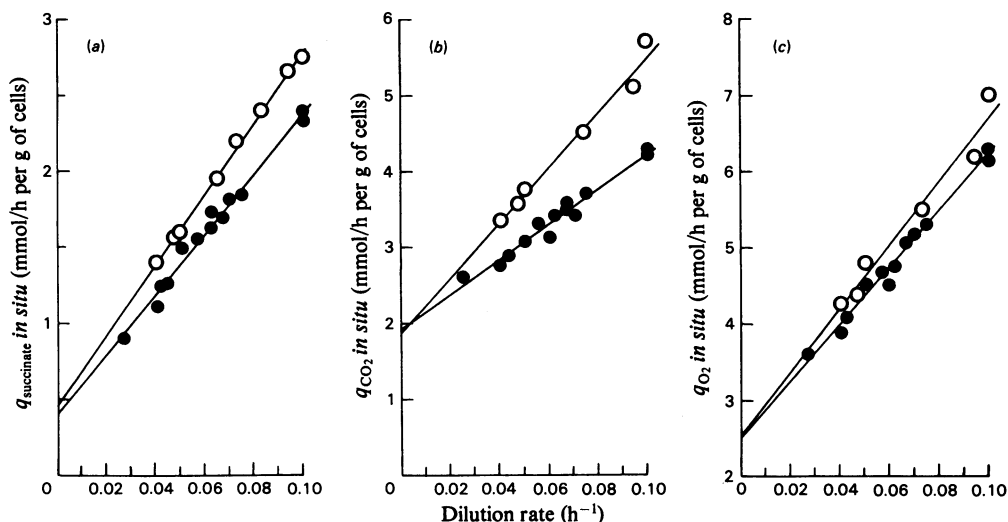 (a)
q_succinate in situ (mmol/h per g of cells)
3
2
1
0 0.02 0.04 0.06 0.08 0.10
(b)
q_CO2 in situ (mmol/h per g of cells)
6
5
4
3
2
1
0 0.02 0.04 0.06 0.08 0.10
(c)
q_O2 in situ (mmol/h per g of cells)
8
7
6
5
4
3
2
0 0.02 0.04 0.06 0.08 0.10
Dilution rate (h⁻¹)